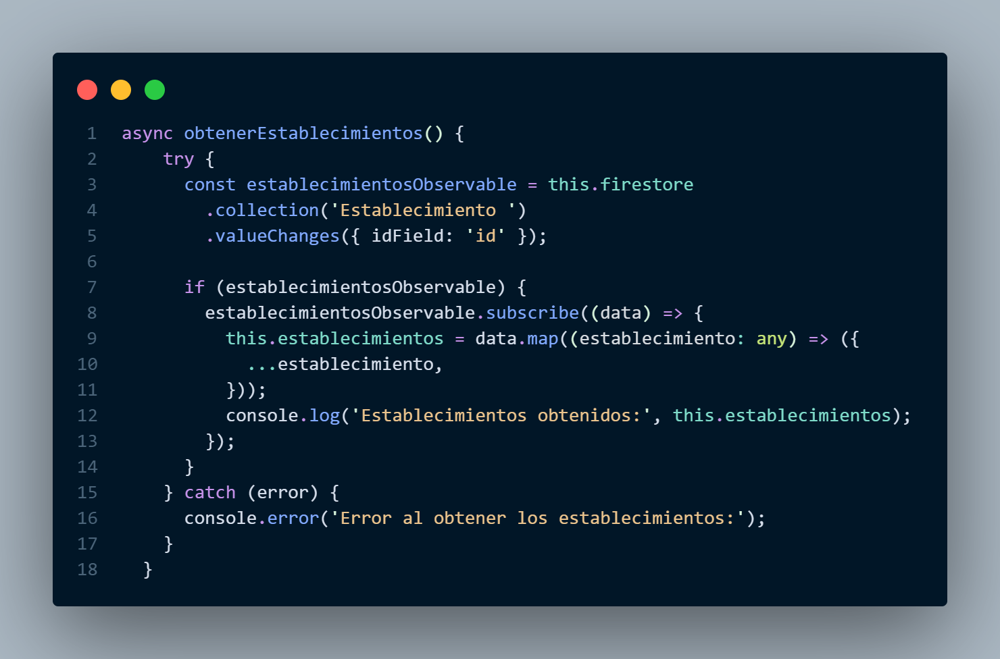 1 async obtenerEstablecimientos() {
2     try {
3       const establecimientosObservable = this.firestore
4         .collection('Establecimiento ')
5         .valueChanges({ idField: 'id' });
6
7       if (establecimientosObservable) {
8         establecimientosObservable.subscribe((data) => {
9           this.establecimientos = data.map((establecimiento: any) => ({
10             ...establecimiento,
11           }));
12           console.log('Establecimientos obtenidos:', this.establecimientos);
13         });
14       }
15     } catch (error) {
16       console.error('Error al obtener los establecimientos:');
17     }
18   }